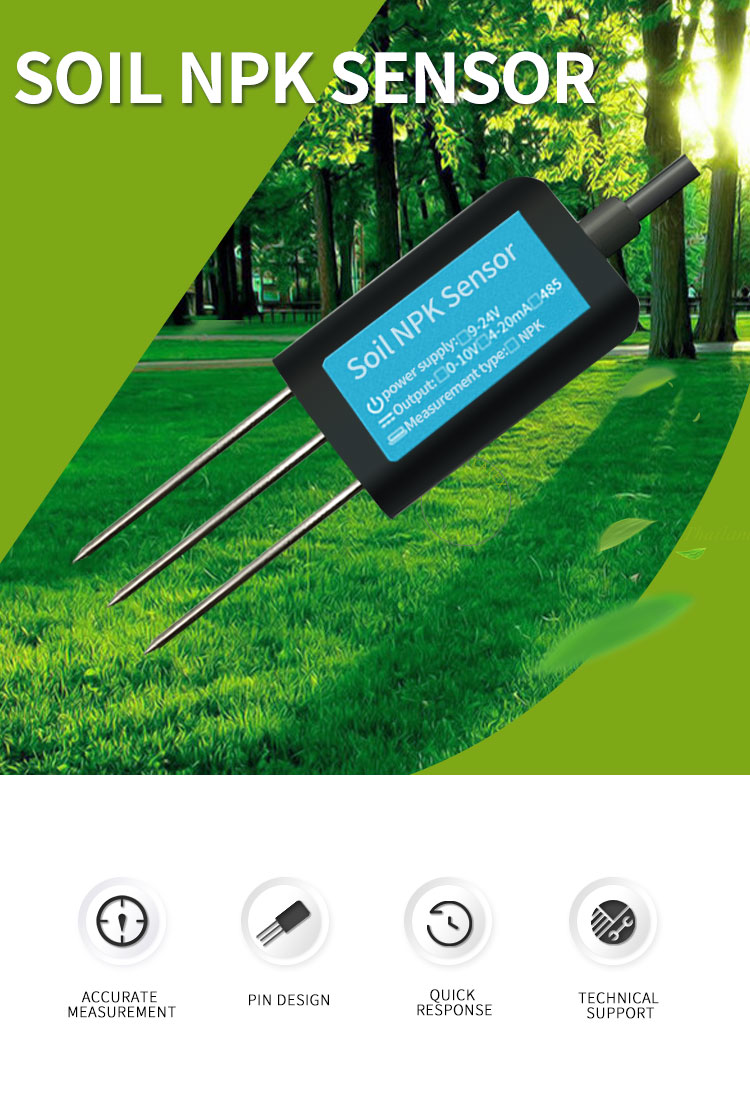 SOIL NPK SENSOR
Soil NPK Sensor
power supply:□9-24V
Output:□0-10V□4-20mA□485
Measurement type:□NPK
ACCURATE
MEASUREMENT
PIN DESIGN
QUICK
RESPONSE
TECHNICAL
SUPPORT